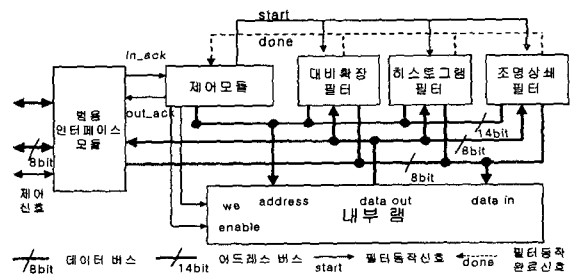 start
done
in_ack
제어모듈
대비확장
필터
히스토그램
필터
조명상쇄
필터
범용
인터페이스
모듈
out_ack
14bit
8bit
8bit
8bit
제어
신호
we
enable
address
data out
data in
내부 램
8bit
데이터 버스
14bit
어드레스 버스
start
필터동작신호
done
필터동작
완료신호